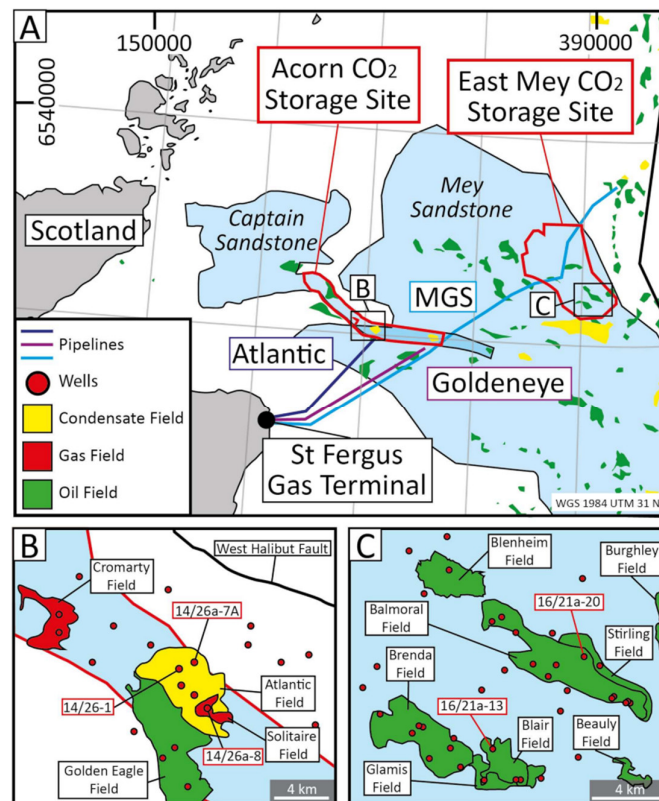 A
150000
390000
6540000
Acorn CO2
Storage Site
East Mey CO2
Storage Site
Scotland
Captain
Sandstone
Mey
Sandstone
B
MGS
C
Atlantic
Goldeneye
St Fergus
Gas Terminal
Pipelines
Wells
Condensate Field
Gas Field
Oil Field
WGS 1984 UTM 31 N
B
West Halibut Fault
Cromarty
Field
14/26a-7A
14/26-1
Atlantic
Field
Solitaire
Field
14/26a-8
Golden Eagle
Field
4 km
C
Blenheim
Field
Burghley
Field
16/21a-20
Balmoral
Field
Stirling
Field
Brenda
Field
16/21a-13
Blair
Field
Beauly
Field
Glamis
Field
4 km